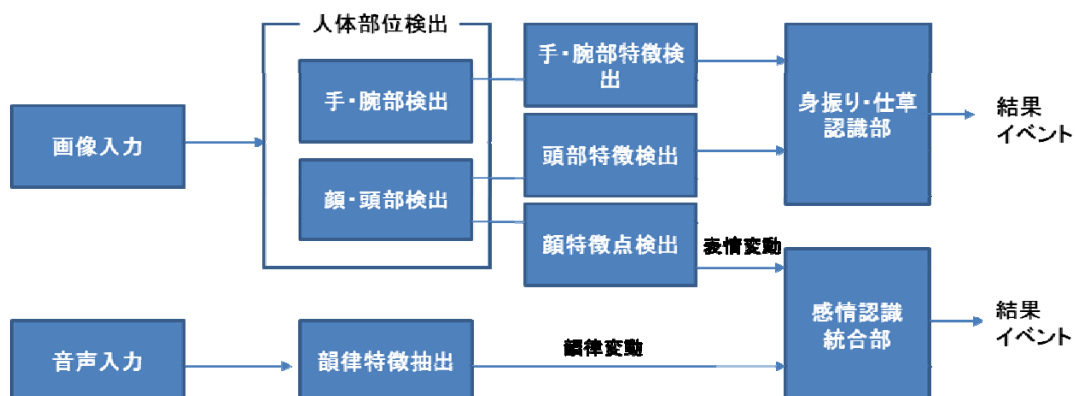 人体部位検出
手・腕部検出
顔・頭部検出
画像入力
手・腕部特徴検
出
頭部特徴検出
顔特徴点検出
身振り・仕草
認識部
結果
イベント
表情変動
音声入力
韻律特徴抽出
韻律変動
感情認識
統合部
結果
イベント